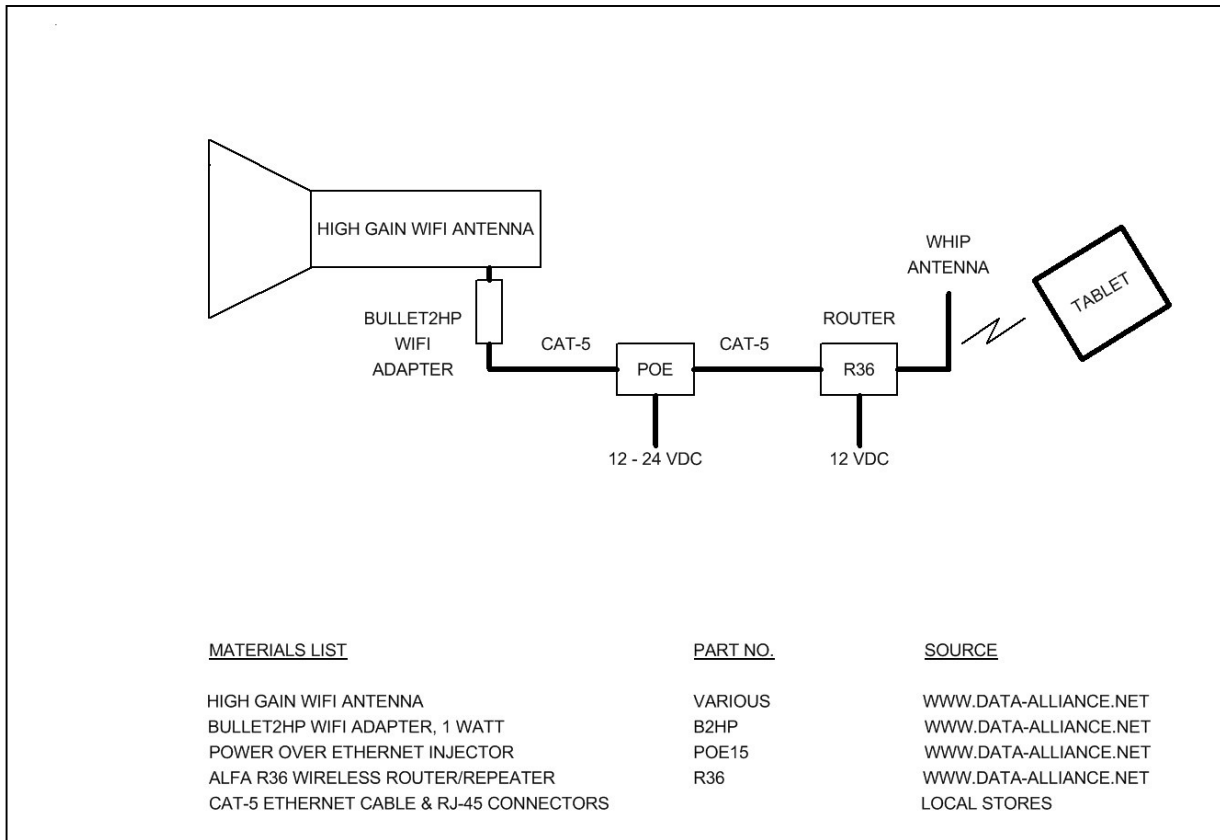 HIGH GAIN WIFI ANTENNA
WHIP
ANTENNA
TABLET
BULLET2HP
WIFI
ADAPTER
CAT-5
CAT-5
ROUTER
POE
R36
12 - 24 VDC
12 VDC
MATERIALS LIST PART NO. SOURCE
HIGH GAIN WIFI ANTENNA VARIOUS WWW.DATA-ALLIANCE.NET
BULLET2HP WIFI ADAPTER, 1 WATT B2HP WWW.DATA-ALLIANCE.NET
POWER OVER ETHERNET INJECTOR POE15 WWW.DATA-ALLIANCE.NET
ALFA R36 WIRELESS ROUTER/REPEATER R36 WWW.DATA-ALLIANCE.NET
CAT-5 ETHERNET CABLE & RJ-45 CONNECTORS LOCAL STORES